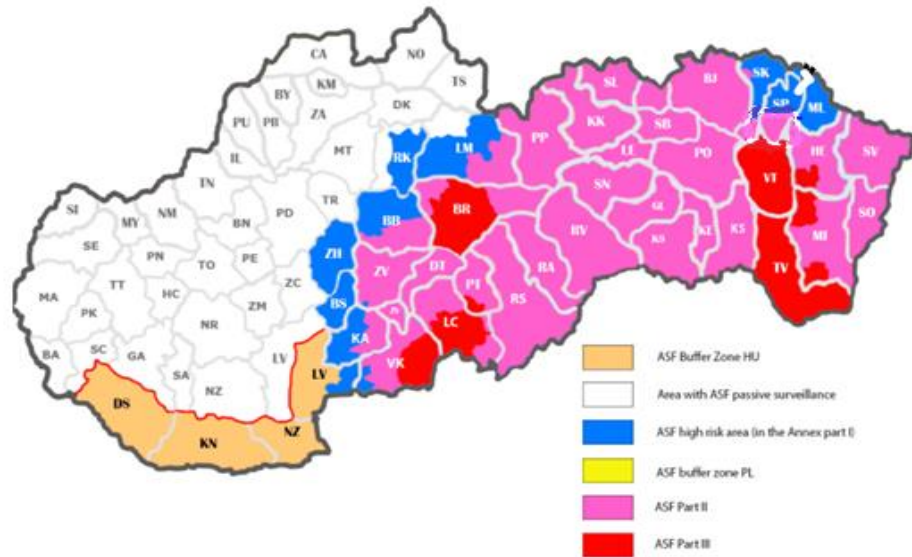 CA
NO
KM
TS
BY
DK
PU
PB
ZA
IL
MT
RK
LM
TN
TR
SI
MY
NM
BN
PD
BB
BR
SE
PN
PE
ZH
TO
ZC
ZV
DT
MA
TT
HC
ZM
BS
PT
PK
NR
KA
LC
RS
BA
SC
GA
LV
LV
VK
SA
NZ
DS
KN
NZ
SL
BJ
SK
PP
KK
SB
SP
ML
PO
HE
SV
SN
VT
GL
SO
KS
KE
KS
MI
RA
TV
ASF Buffer Zone HU
Area with ASF passive surveillance
ASF high risk area (in the Annex part I)
ASF buffer zone PL
ASF Part II
ASF Part III